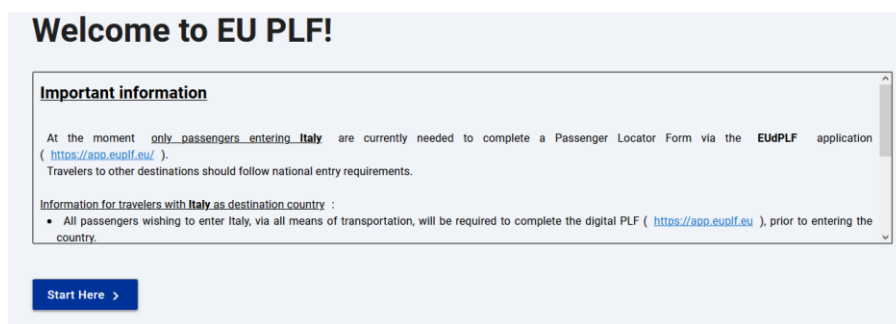 Welcome to EU PLF!
Important information
At the moment only passengers entering Italy are currently needed to complete a Passenger Locator Form via the EUdPLF application
( https://app.euplf.eu/ ).
Travelers to other destinations should follow national entry requirements.
Information for travelers with Italy as destination country :
• All passengers wishing to enter Italy, via all means of transportation, will be required to complete the digital PLF ( https://app.euplf.eu ), prior to entering the
country.
Start Here >